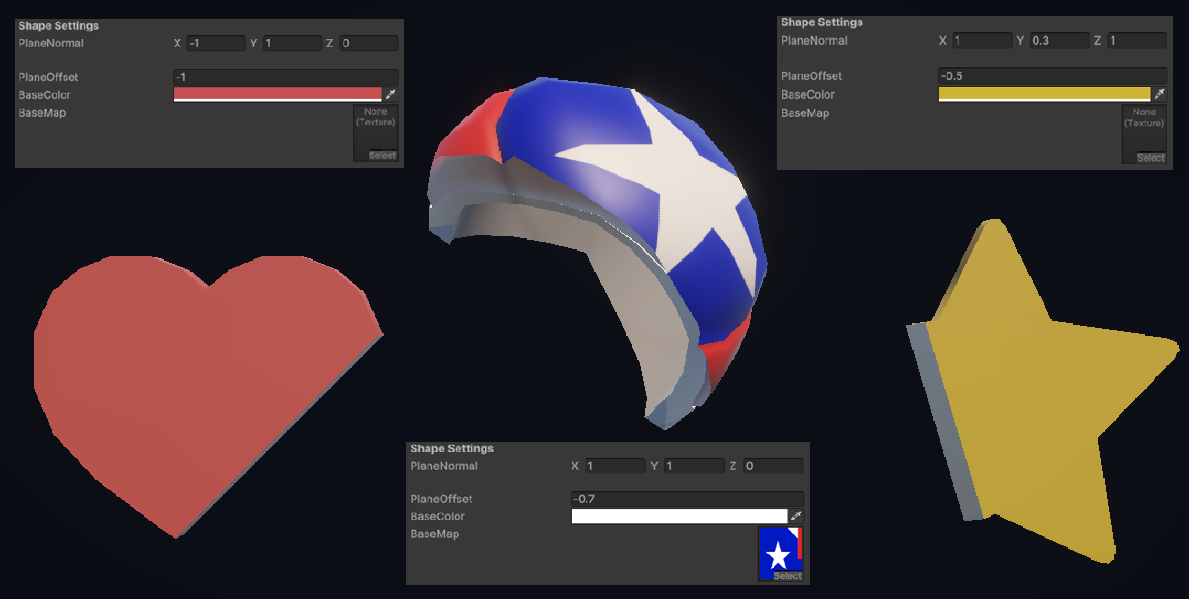 Shape Settings
PlaneNormal X -1 Y 1 Z 0
PlaneOffset -1
BaseColor
BaseMap None
(Texture)
Select
Shape Settings
PlaneNormal X 1 Y 0.3 Z 1
PlaneOffset -0.5
BaseColor
BaseMap None
(Texture)
Select
Shape Settings
PlaneNormal X 1 Y 1 Z 0
PlaneOffset -0.7
BaseColor
BaseMap
Select